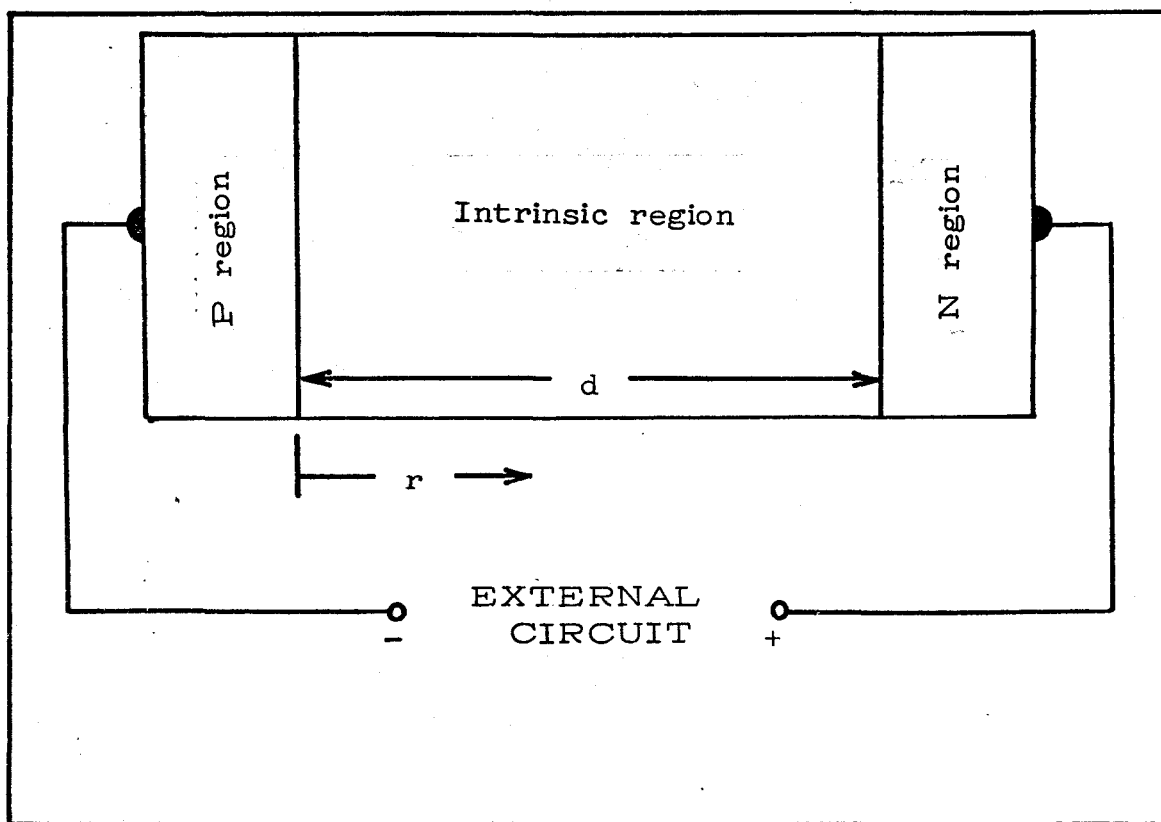 P region
Intrinsic region
N region
d
r
EXTERNAL
CIRCUIT
-
+